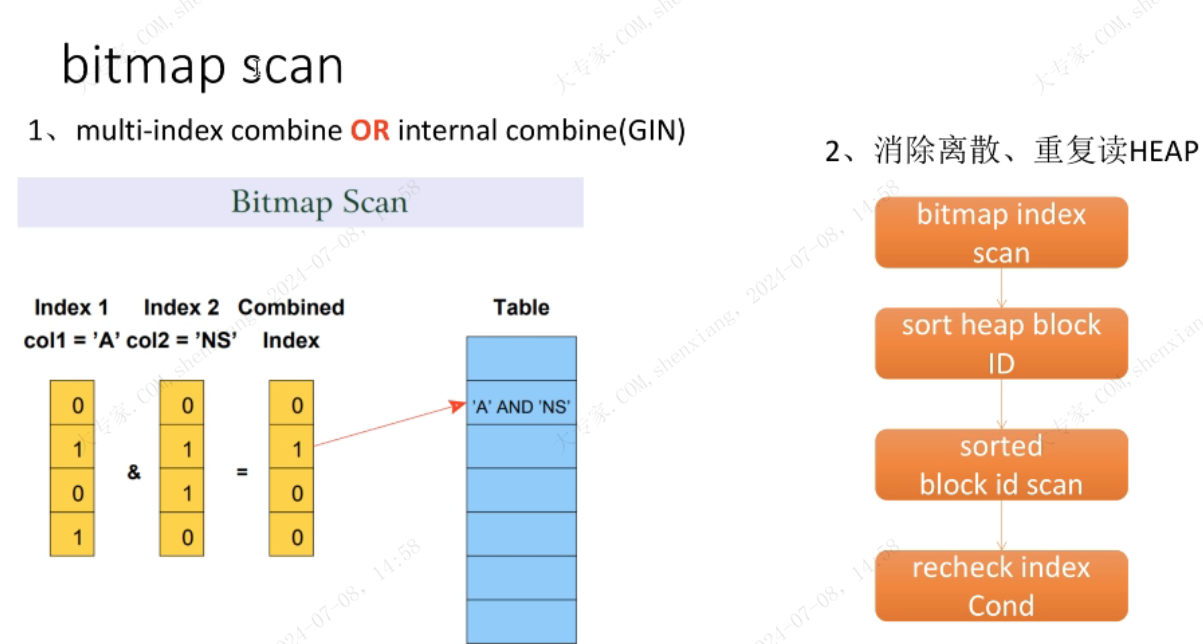 bitmap scan
1、multi-index combine OR internal combine(GIN)
Bitmap Scan
Index 1 Index 2 Combined
col1 = 'A' col2 = 'NS' Index
Table
0 0 0
'A' AND 'NS'
1 1 1
& =
0 1 0
1 0 0
2、消除离散、重复读HEAP
bitmap index
scan
sort heap block
ID
sorted
block id scan
recheck index
Cond
大专家.COM, shenxiang, 2024-07-08, 14:58